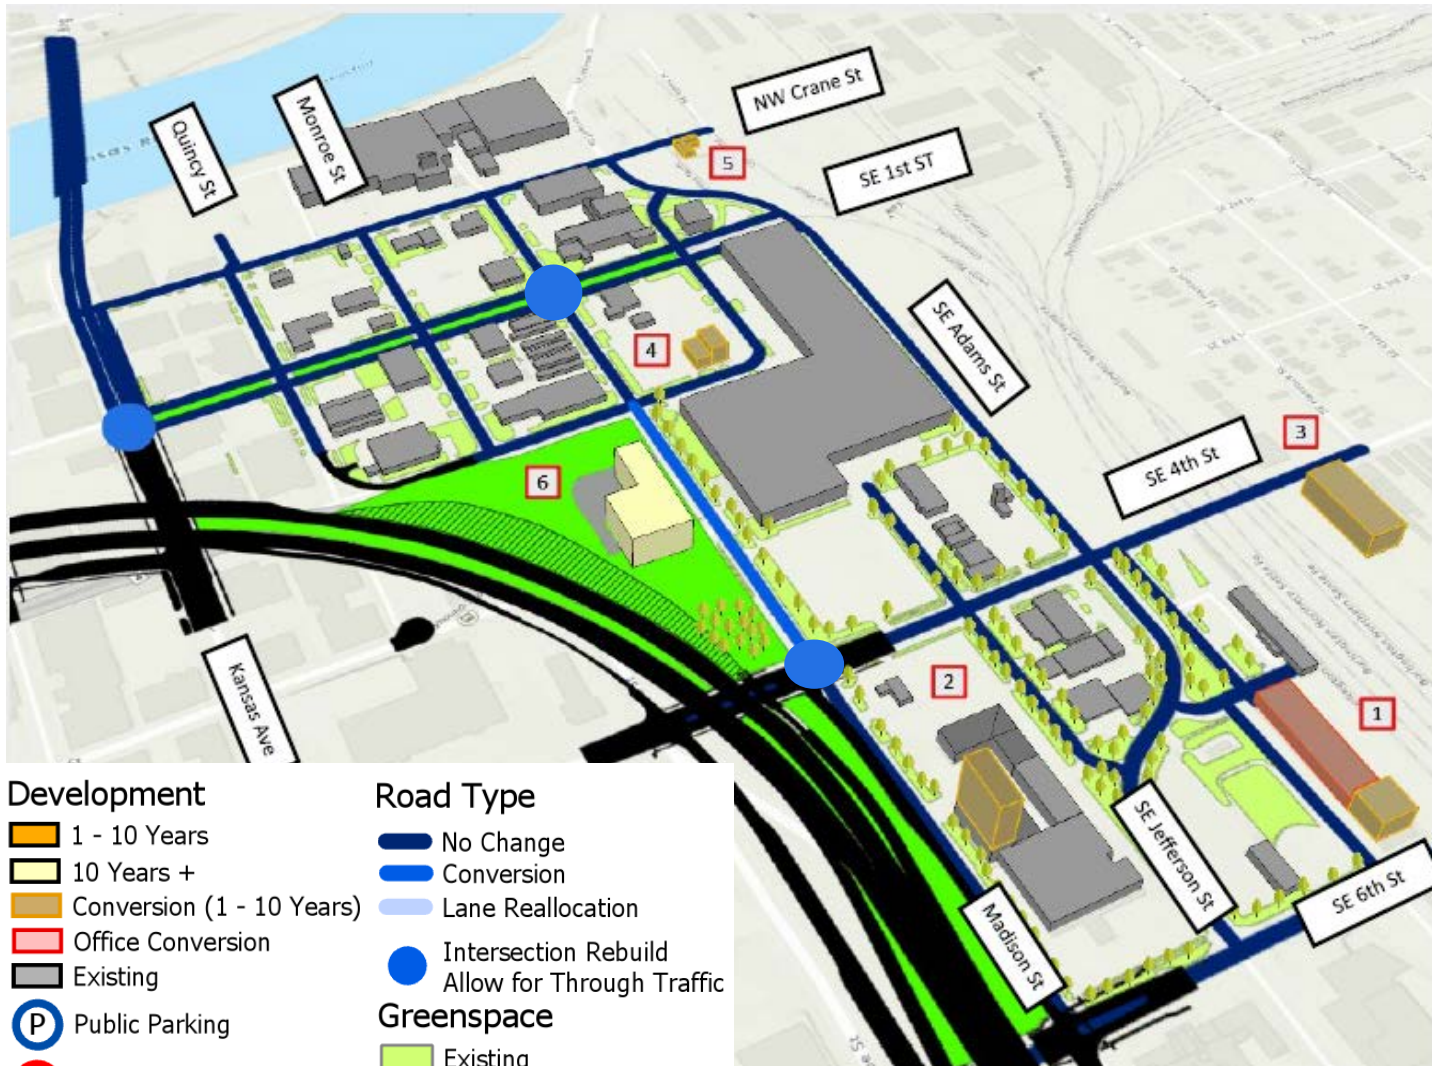 NW Crane St
Monroe St
Quincy St
5
SE 1st ST
SE Adams St
4
3
SE 4th St
6
2
1
Kansas Ave
SE Jefferson St
SE 6th St
Madison St
Development
1 - 10 Years
10 Years +
Conversion (1 - 10 Years)
Office Conversion
Existing
P
Public Parking
Road Type
No Change
Conversion
Lane Reallocation
Intersection Rebuild
Allow for Through Traffic
Greenspace
Existing